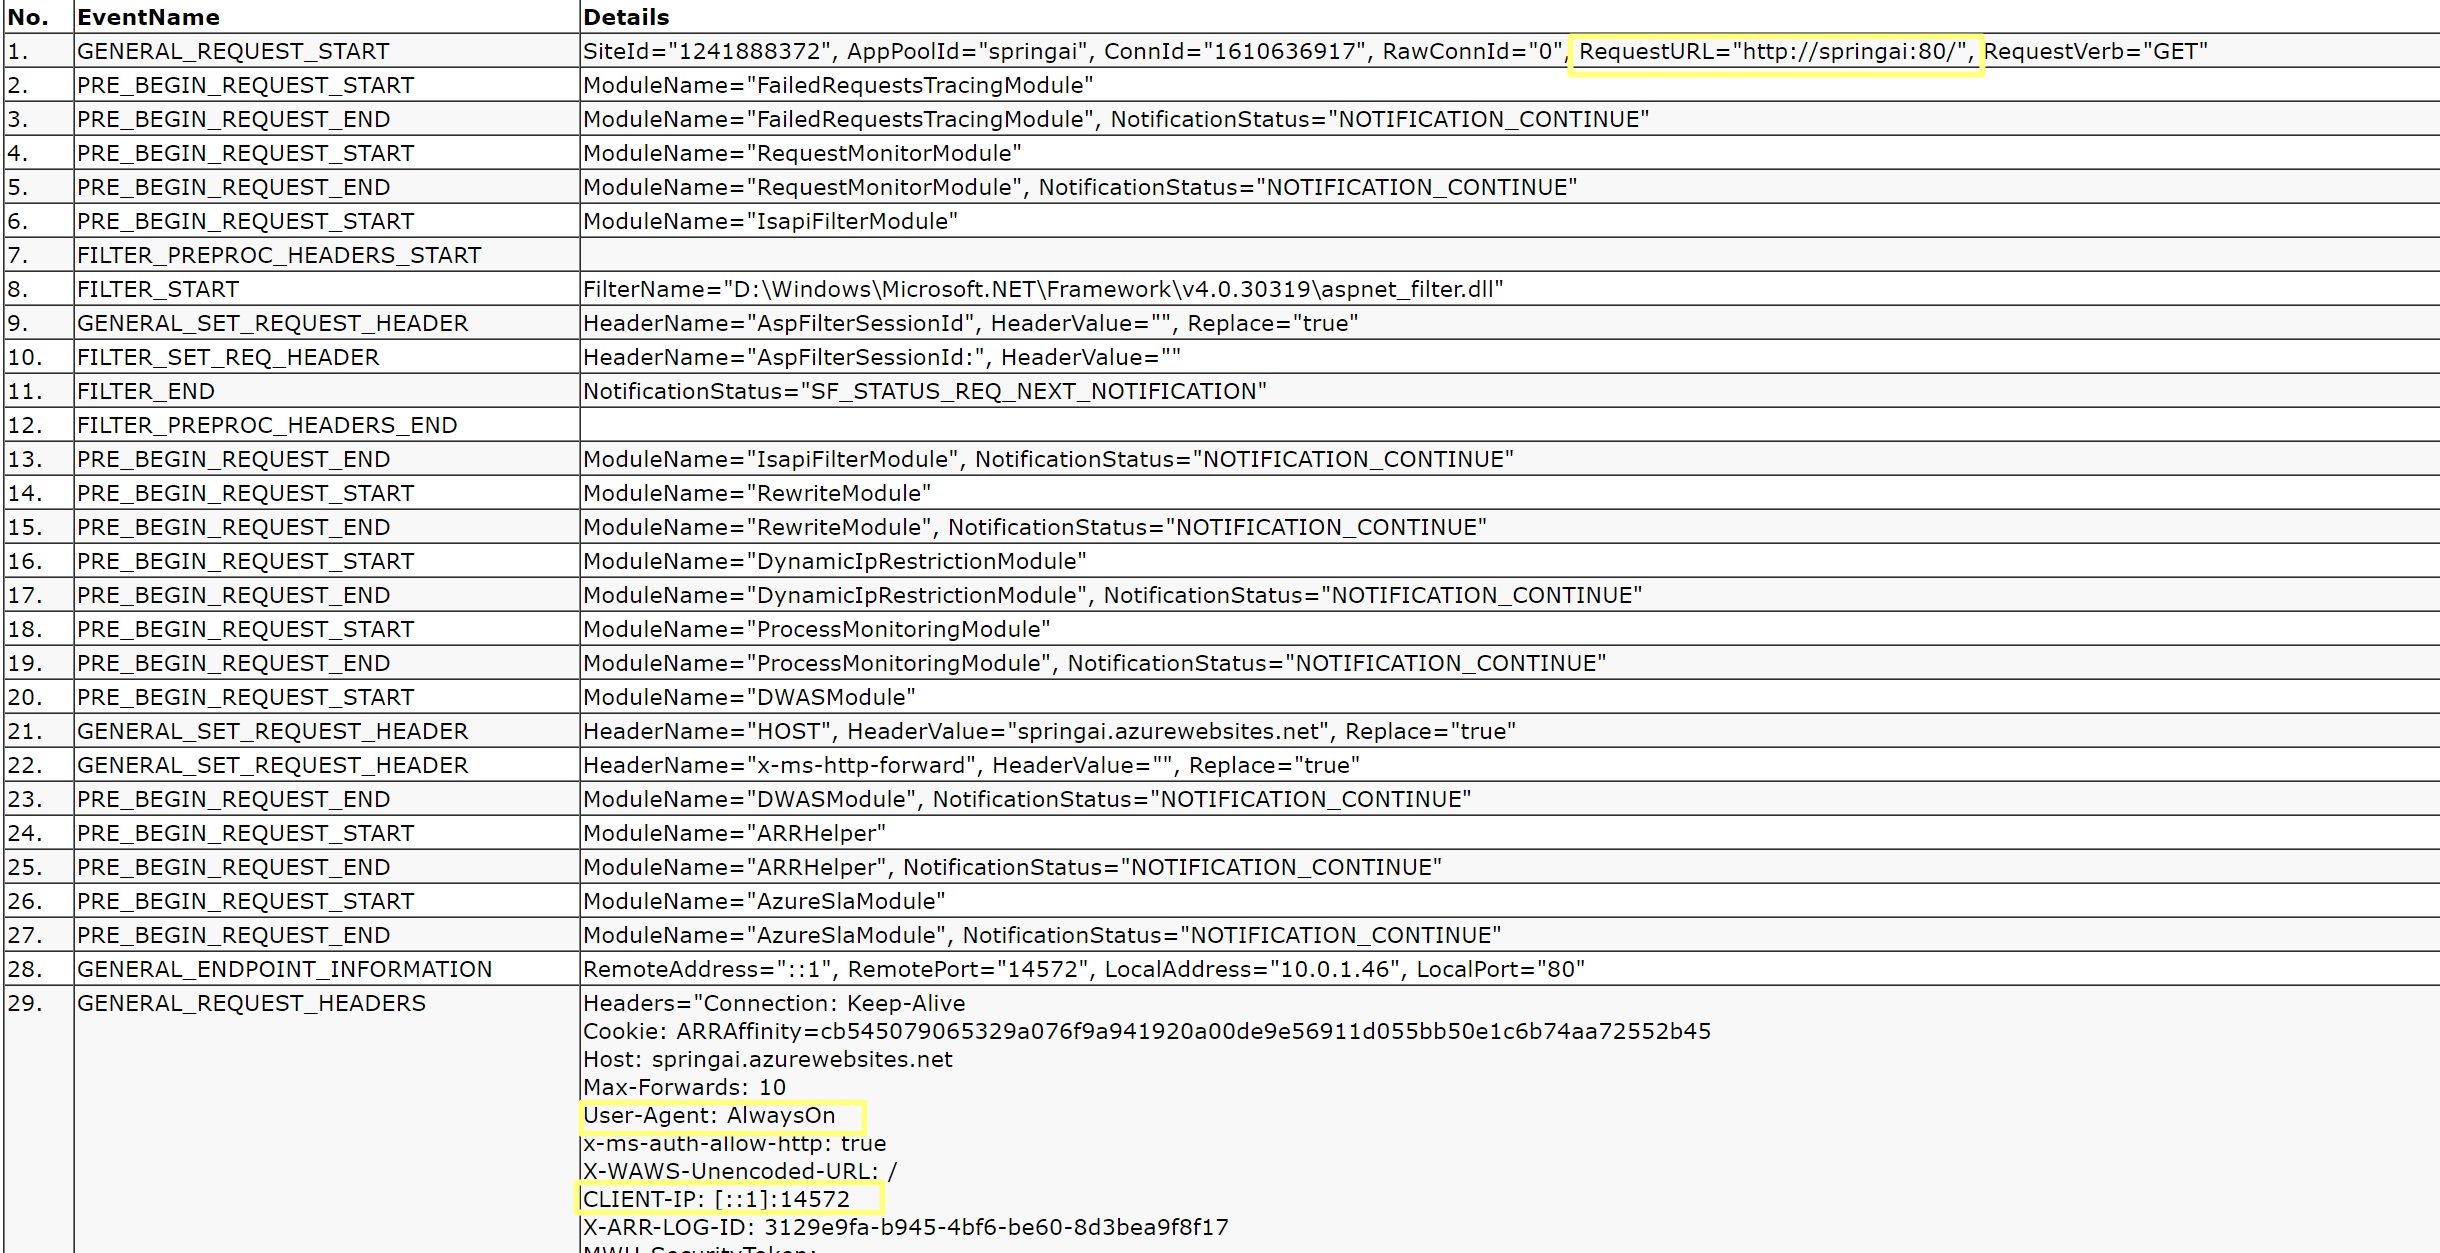 No. EventName Details
1. GENERAL_REQUEST_START SiteId="1241888372", AppPoolId="springai", ConnId="1610636917", RawConnId="0", RequestURL="http://springai:80/", RequestVerb="GET"
2. PRE_BEGIN_REQUEST_START ModuleName="FailedRequestsTracingModule"
3. PRE_BEGIN_REQUEST_END ModuleName="FailedRequestsTracingModule", NotificationStatus="NOTIFICATION_CONTINUE"
4. PRE_BEGIN_REQUEST_START ModuleName="RequestMonitorModule"
5. PRE_BEGIN_REQUEST_END ModuleName="RequestMonitorModule", NotificationStatus="NOTIFICATION_CONTINUE"
6. PRE_BEGIN_REQUEST_START ModuleName="IsapiFilterModule"
7. FILTER_PREPROC_HEADERS_START
8. FILTER_START FilterName="D:\Windows\Microsoft.NET\Framework\v4.0.30319\aspnet_filter.dll"
9. GENERAL_SET_REQUEST_HEADER HeaderName="AspFilterSessionId", HeaderValue="", Replace="true"
10. FILTER_SET_REQ_HEADER HeaderName="AspFilterSessionId:", HeaderValue=""
11. FILTER_END NotificationStatus="SF_STATUS_REQ_NEXT_NOTIFICATION"
12. FILTER_PREPROC_HEADERS_END
13. PRE_BEGIN_REQUEST_END ModuleName="IsapiFilterModule", NotificationStatus="NOTIFICATION_CONTINUE"
14. PRE_BEGIN_REQUEST_START ModuleName="RewriteModule"
15. PRE_BEGIN_REQUEST_END ModuleName="RewriteModule", NotificationStatus="NOTIFICATION_CONTINUE"
16. PRE_BEGIN_REQUEST_START ModuleName="DynamicIpRestrictionModule"
17. PRE_BEGIN_REQUEST_END ModuleName="DynamicIpRestrictionModule", NotificationStatus="NOTIFICATION_CONTINUE"
18. PRE_BEGIN_REQUEST_START ModuleName="ProcessMonitoringModule"
19. PRE_BEGIN_REQUEST_END ModuleName="ProcessMonitoringModule", NotificationStatus="NOTIFICATION_CONTINUE"
20. PRE_BEGIN_REQUEST_START ModuleName="DWASModule"
21. GENERAL_SET_REQUEST_HEADER HeaderName="HOST", HeaderValue="springai.azurewebsites.net", Replace="true"
22. GENERAL_SET_REQUEST_HEADER HeaderName="x-ms-http-forward", HeaderValue="", Replace="true"
23. PRE_BEGIN_REQUEST_END ModuleName="DWASModule", NotificationStatus="NOTIFICATION_CONTINUE"
24. PRE_BEGIN_REQUEST_START ModuleName="ARRHelper"
25. PRE_BEGIN_REQUEST_END ModuleName="ARRHelper", NotificationStatus="NOTIFICATION_CONTINUE"
26. PRE_BEGIN_REQUEST_START ModuleName="AzureSlaModule"
27. PRE_BEGIN_REQUEST_END ModuleName="AzureSlaModule", NotificationStatus="NOTIFICATION_CONTINUE"
28. GENERAL_ENDPOINT_INFORMATION RemoteAddress="::1", RemotePort="14572", LocalAddress="10.0.1.46", LocalPort="80"
29. GENERAL_REQUEST_HEADERS Headers="Connection: Keep-Alive
Cookie: ARRAffinity=cb545079065329a076f9a941920a00de9e56911d055bb50e1c6b74aa72552b45
Host: springai.azurewebsites.net
Max-Forwards: 10
User-Agent: AlwaysOn
x-ms-auth-allow-http: true
X-WAWS-Unencoded-URL: /
CLIENT-IP: [::1]:14572
X-ARR-LOG-ID: 3129e9fa-b945-4bf6-be60-8d3bea9f8f17